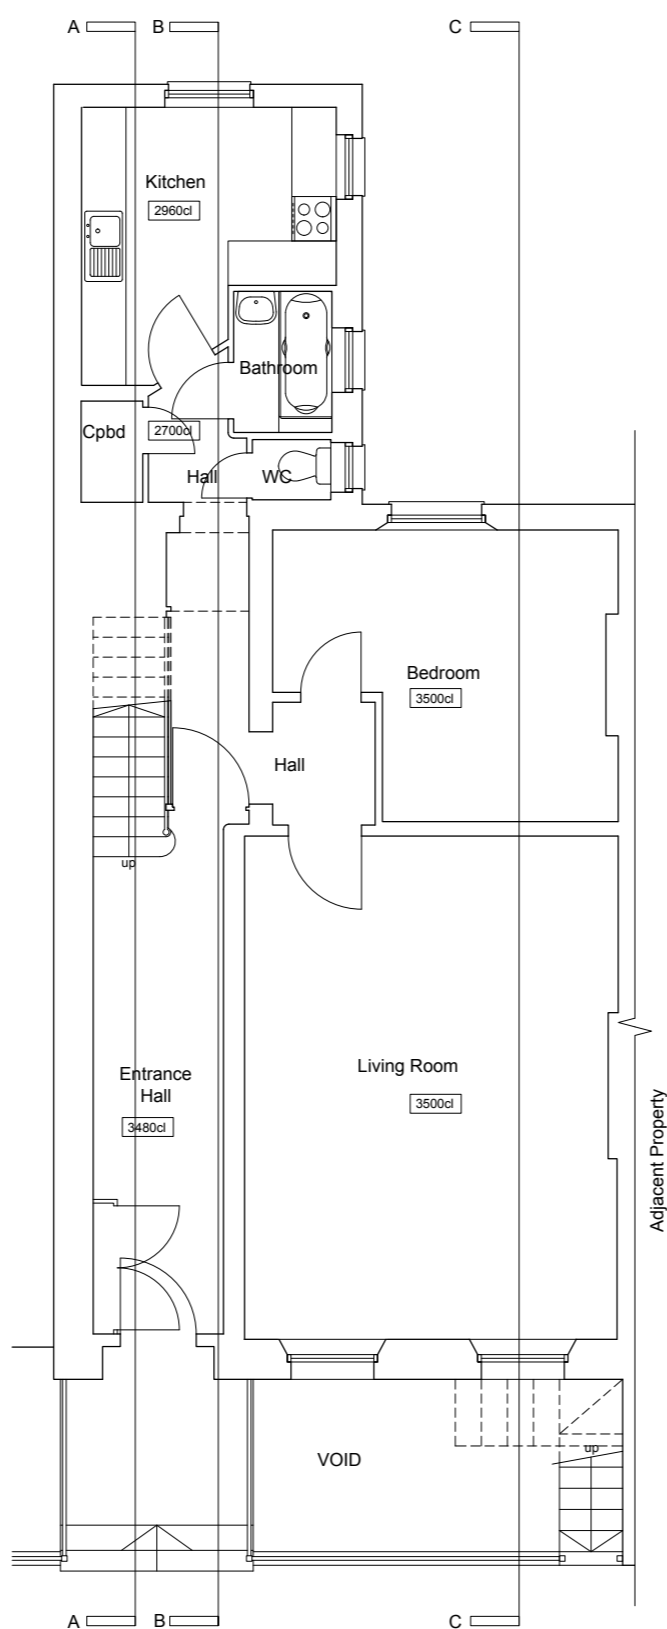 A
B
C
Kitchen
2960cl
Bathroom
Cpbd
2700cl
Hall
WC
Bedroom
3500cl
Hall
up
Living Room
3500cl
Entrance
Hall
3480cl
Adjacent Property
VOID
up
A
B
C